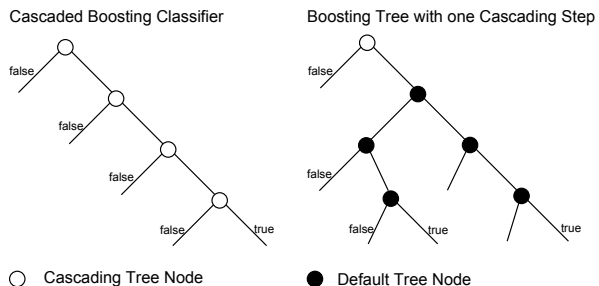 Cascaded Boosting Classifier
false
false
false
false
true
Cascading Tree Node
Boosting Tree with one Cascading Step
false
false
false
true
true
Default Tree Node